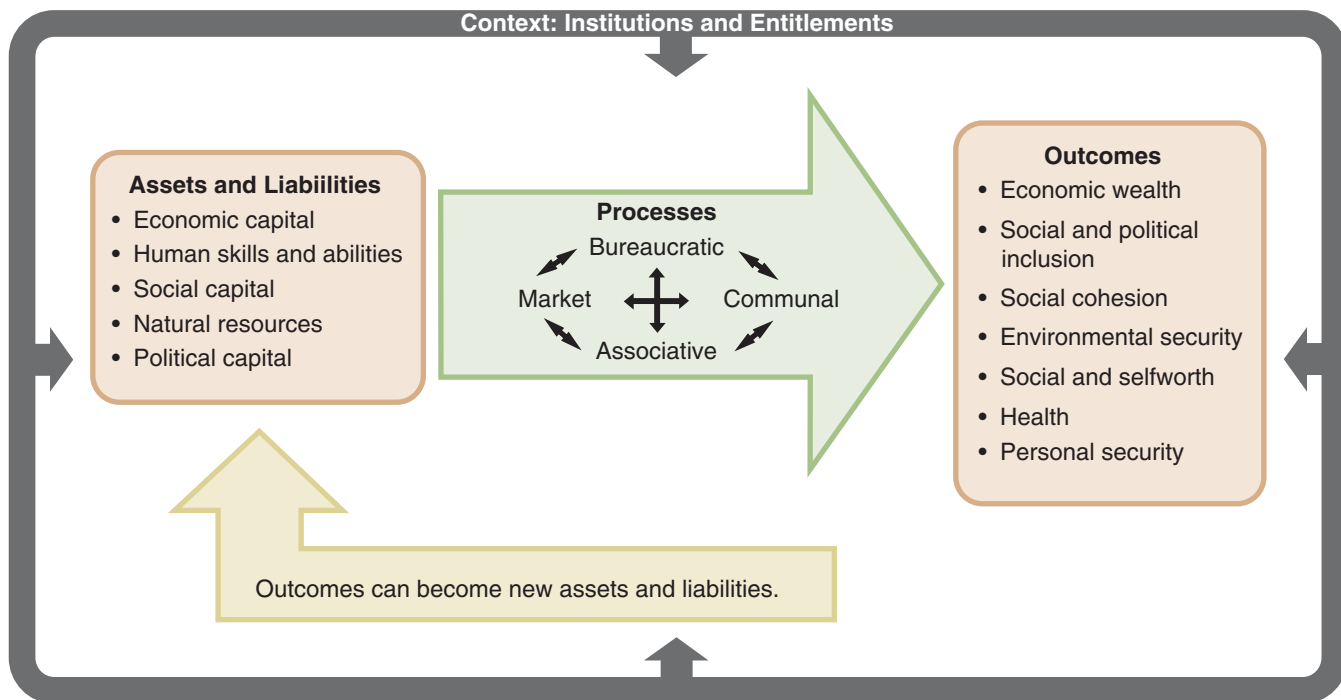 Context: Institutions and Entitlements
Assets and Liabiilities
• Economic capital
• Human skills and abilities
• Social capital
• Natural resources
• Political capital
Processes
Bureaucratic
Market
Communal
Associative
Outcomes
• Economic wealth
• Social and political
inclusion
• Social cohesion
• Environmental security
• Social and selfworth
• Health
• Personal security
Outcomes can become new assets and liabilities.